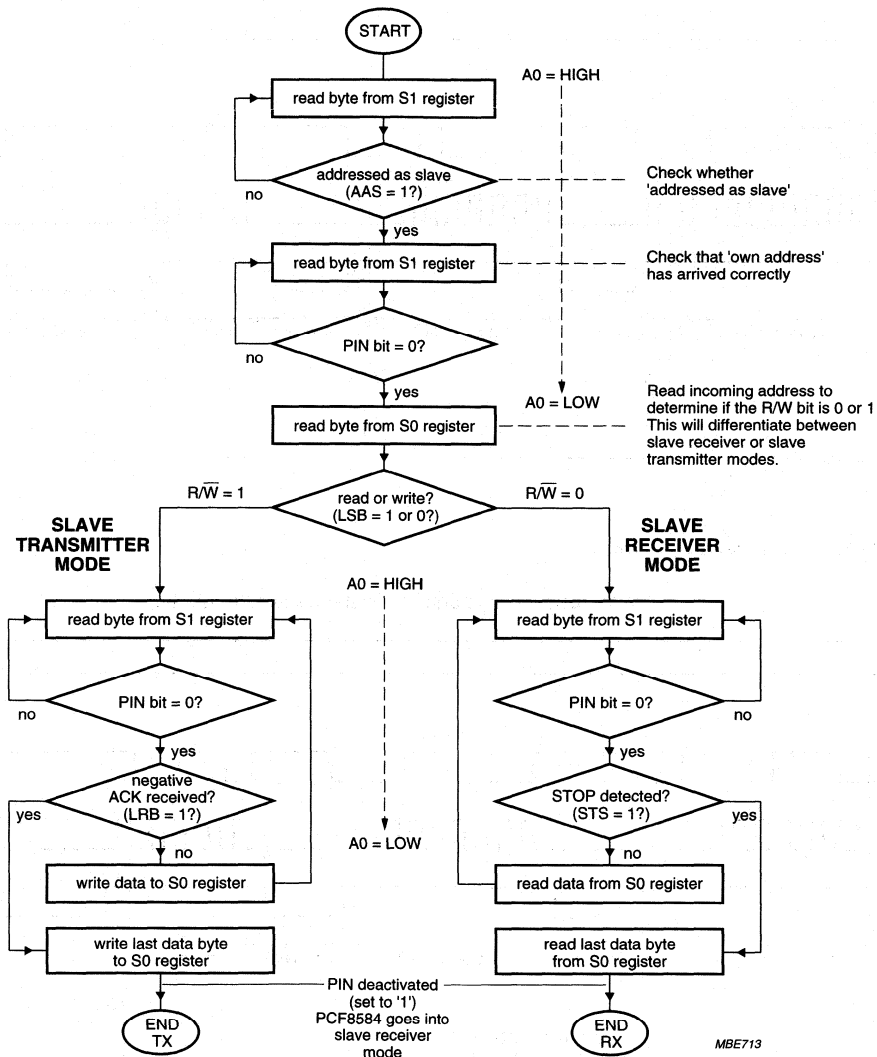 START
A0 = HIGH
read byte from S1 register
addressed as slave
(AAS = 1?)
no
Check whether
'addressed as slave'
yes
read byte from S1 register
Check that 'own address'
has arrived correctly
PIN bit = 0?
no
yes
A0 = LOW
read byte from S0 register
Read incoming address to
determine if the R/W bit is 0 or 1
This will differentiate between
slave receiver or slave
transmitter modes.
R/W̅ = 1
read or write?
(LSB = 1 or 0?)
R/W̅ = 0
SLAVE
TRANSMITTER
MODE
SLAVE
RECEIVER
MODE
A0 = HIGH
read byte from S1 register
read byte from S1 register
PIN bit = 0?
no
yes
PIN bit = 0?
no
yes
negative
ACK received?
(LRB = 1?)
yes
no
STOP detected?
(STS = 1?)
yes
no
A0 = LOW
write data to S0 register
read data from S0 register
write last data byte
to S0 register
read last data byte
from S0 register
PIN deactivated
(set to '1')
PCF8584 goes into
slave receiver
mode
END
TX
END
RX
MBE713